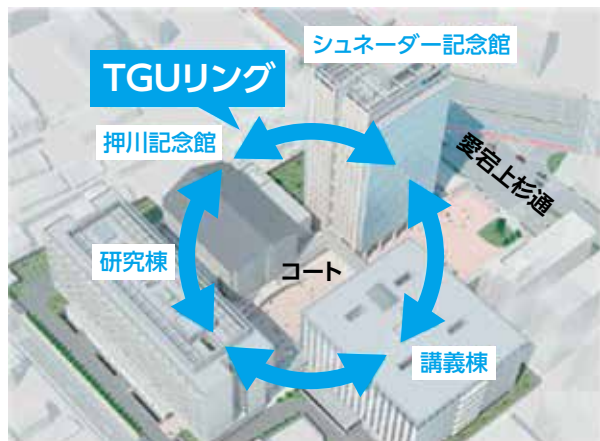 シュネーダー記念館
TGUリング
押川記念館
愛宕上杉通
研究棟
コート
講義棟